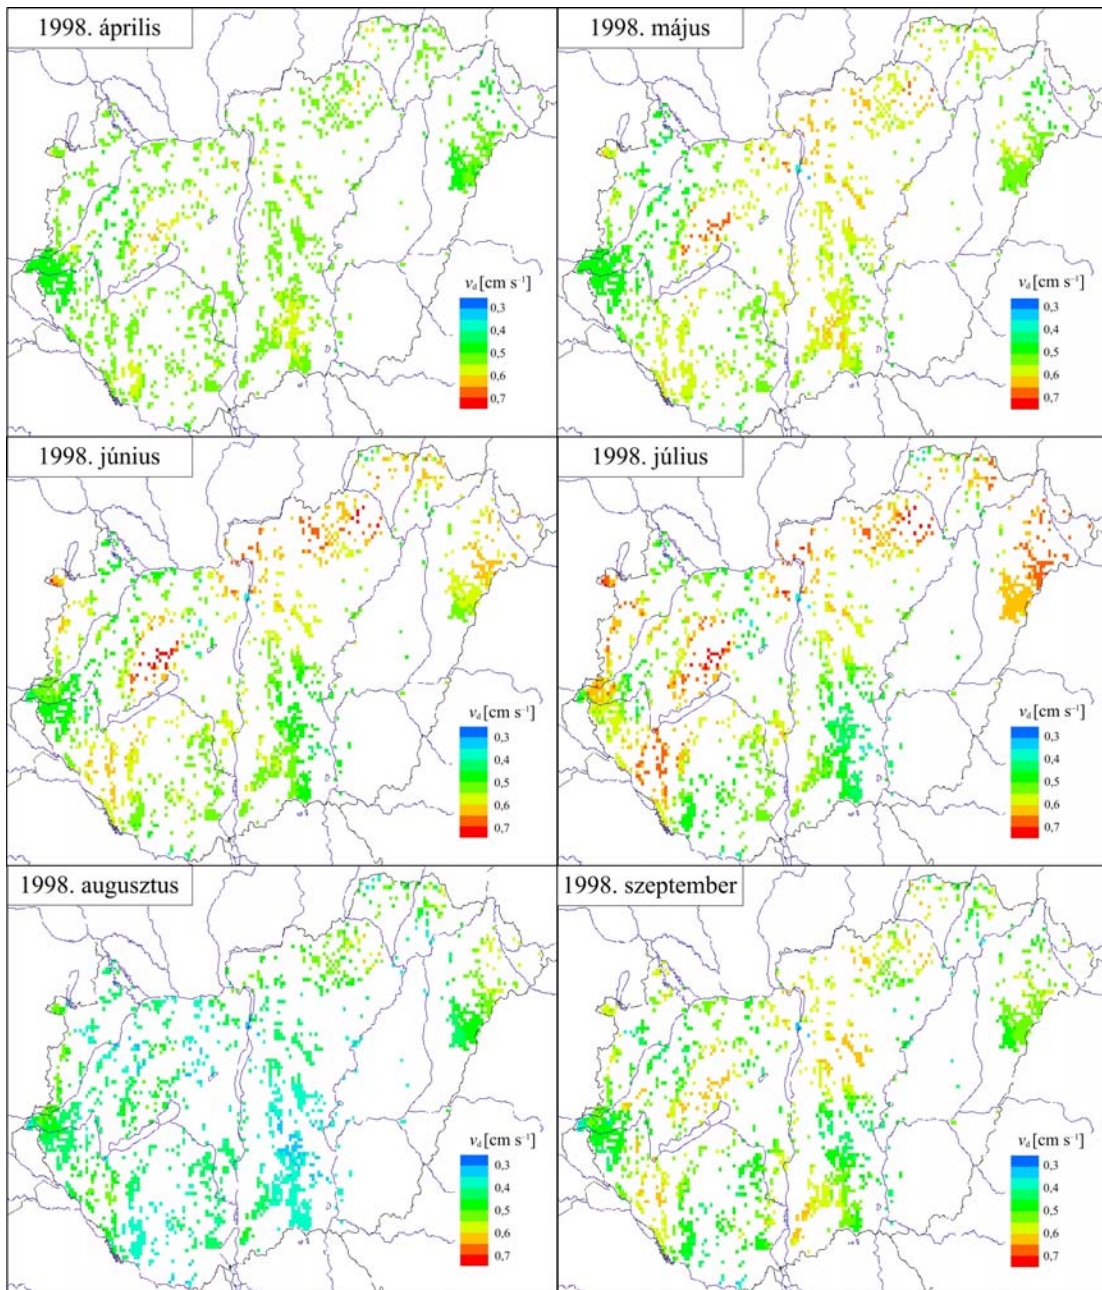 1998. április
v_d [cm s⁻¹]
0,3
0,4
0,5
0,6
0,7
1998. május
v_d [cm s⁻¹]
0,3
0,4
0,5
0,6
0,7
1998. június
v_d [cm s⁻¹]
0,3
0,4
0,5
0,6
0,7
1998. július
v_d [cm s⁻¹]
0,3
0,4
0,5
0,6
0,7
1998. augusztus
v_d [cm s⁻¹]
0,3
0,4
0,5
0,6
0,7
1998. szeptember
v_d [cm s⁻¹]
0,3
0,4
0,5
0,6
0,7